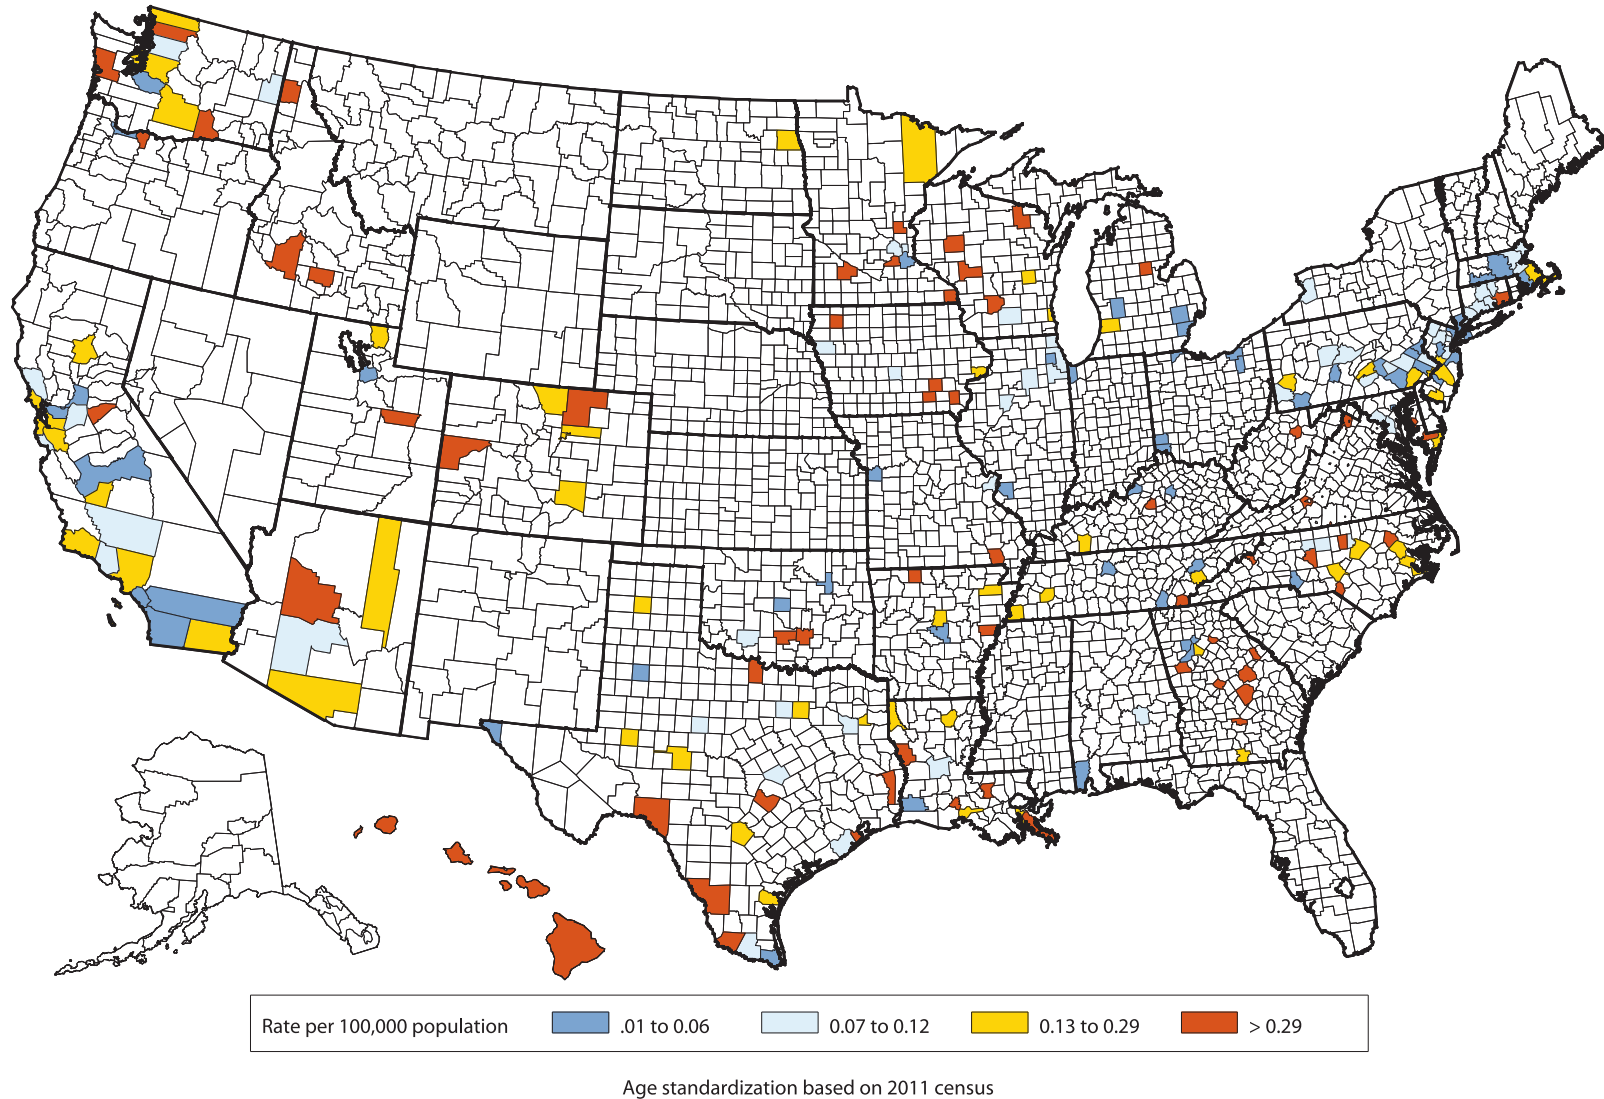 Rate per 100,000 population .01 to 0.06 0.07 to 0.12 0.13 to 0.29 > 0.29
Age standardization based on 2011 census